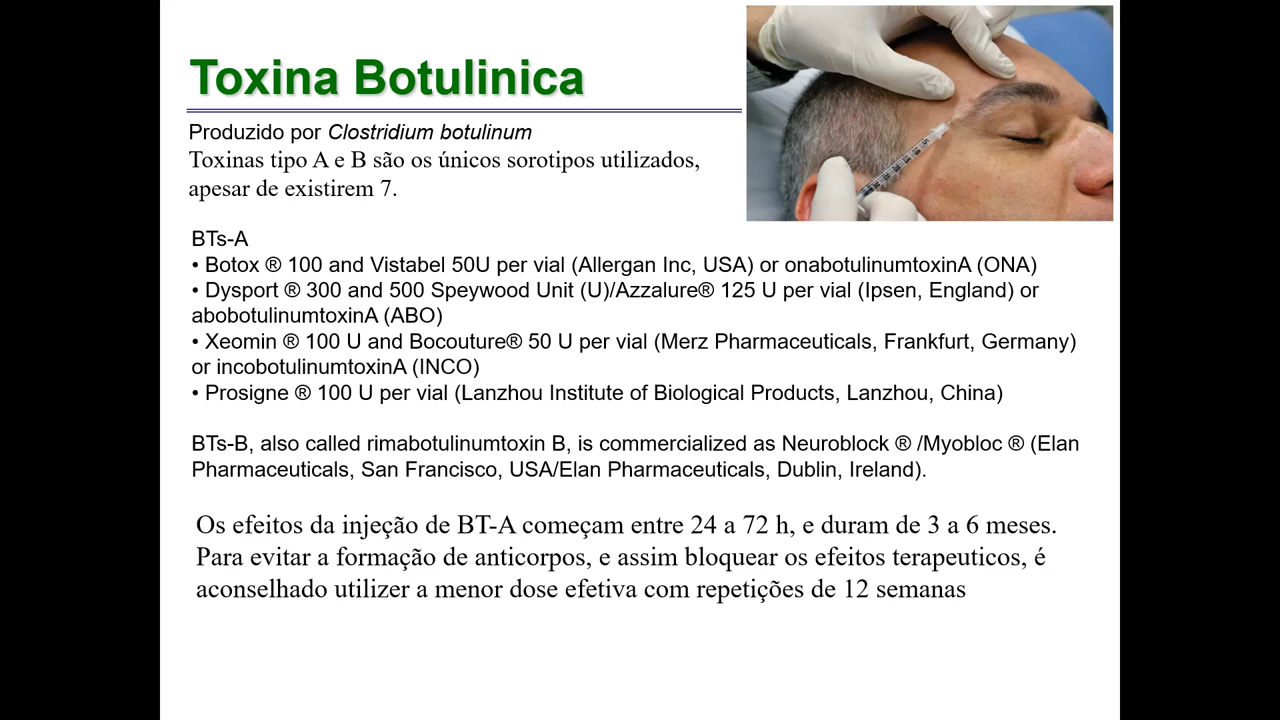 Toxina Botulinica
Produzido por Clostridium botulinum
Toxinas tipo A e B são os únicos sorotipos utilizados,
apesar de existirem 7.
BTs-A
• Botox ® 100 and Vistabel 50U per vial (Allergan Inc, USA) or onabotulinumtoxinA (ONA)
• Dysport ® 300 and 500 Speywood Unit (U)/Azzalure® 125 U per vial (Ipsen, England) or
abobotulinumtoxinA (ABO)
• Xeomin ® 100 U and Bocouture® 50 U per vial (Merz Pharmaceuticals, Frankfurt, Germany)
or incobotulinumtoxinA (INCO)
• Prosigne ® 100 U per vial (Lanzhou Institute of Biological Products, Lanzhou, China)
BTs-B, also called rimabotulinumtoxin B, is commercialized as Neuroblock ® /Myobloc ® (Elan
Pharmaceuticals, San Francisco, USA/Elan Pharmaceuticals, Dublin, Ireland).
Os efeitos da injeção de BT-A começam entre 24 a 72 h, e duram de 3 a 6 meses.
Para evitar a formação de anticorpos, e assim bloquear os efeitos terapeuticos, é
aconselhado utilizer a menor dose efetiva com repetições de 12 semanas